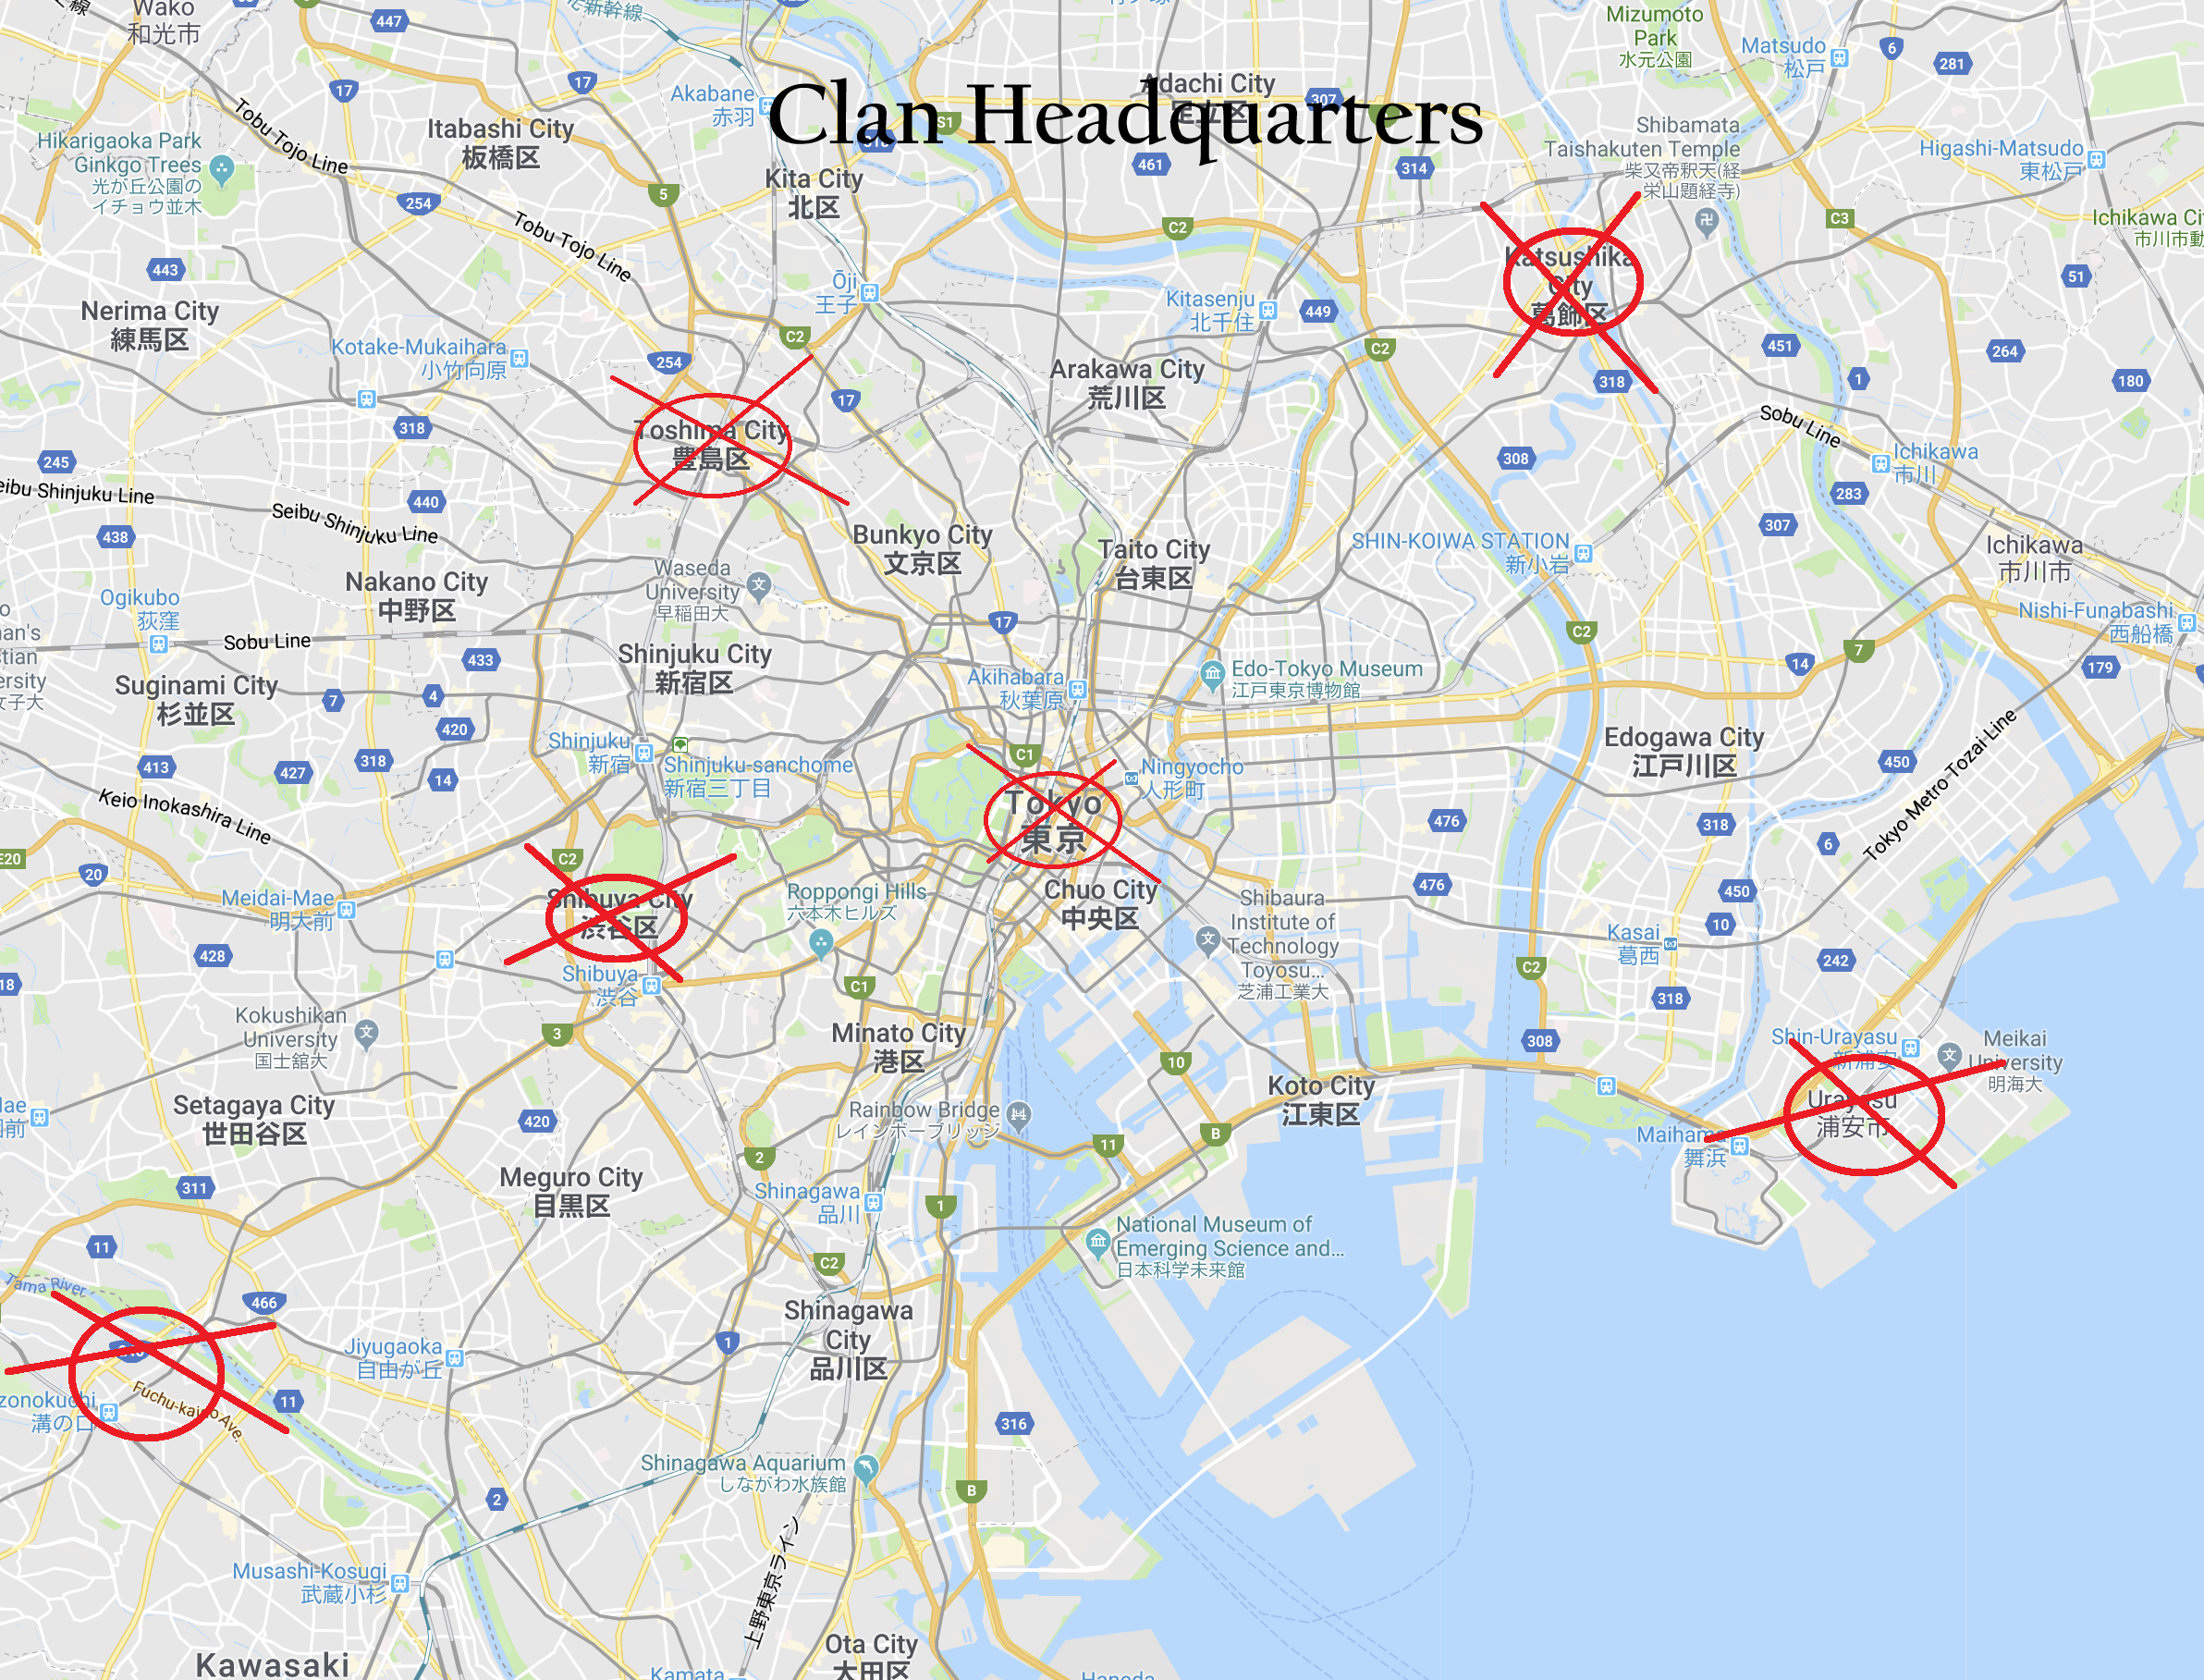 Clan Headquarters
Wako
和光市
447
17
17
Akabane
赤羽
Adachi City
足立区
307
S1
461
314
Mizumoto
Park
水元公園
Matsudo
松戸
6
281
Tobu Tojo Line
Itabashi City
板橋区
Hikarigaoka Park
Ginkgo Trees
光が丘公園の
イチョウ並木
254
5
Kita City
北区
Tobu Tojo Line
C2
Shibamata
Taishakuten Temple
柴又帝釈天(経
栄山題経寺)
Higashi-Matsudo
東松戸
C3
443
Nerima City
練馬区
Ōji
王子
Kitasenju
北千住
449
Katsushika
City
葛飾区
51
Kotake-Mukaihara
小竹向原
254
C2
17
Arakawa City
荒川区
C2
318
451
1
264
180
318
Toshima City
豊島区
Sobu Line
308
Ichikawa
市川
245
Seibu Shinjuku Line
440
Seibu Shinjuku Line
438
283
307
Bunkyo City
文京区
Taito City
台東区
SHIN-KOIWA STATION
新小岩
Ichikawa
市川市
Waseda
University
早稲田大
Nakano City
中野区
Ogikubo
荻窪
Sobu Line
17
C2
Nishi-Funabashi
西船橋
433
Shinjuku City
新宿区
7
14
179
Suginami City
杉並区
7
4
420
Akihabara
秋葉原
Edo-Tokyo Museum
江戸東京博物館
Shinjuku
新宿
Shinjuku-sanchome
新宿三丁目
413
427
318
14
C1
Ningyocho
人形町
Edogawa City
江戸川区
450
Tokyo Metro Tozai Line
Keio Inokashira Line
Tokyo
東京
476
318
6
E20
20
C2
Meidai-Mae
明大前
Shibuya City
渋谷区
Roppongi Hills
六本木ヒルズ
Chuo City
中央区
476
450
10
Shibaura
Institute of
Technology
Toyosu...
芝浦工業大
Kasai
葛西
428
242
C2
318
Shibuya
渋谷
C1
Kokushikan
University
国士舘大
3
Minato City
港区
10
308
Shin-Urayasu
新浦安
Meikai
University
明海大
Koto City
江東区
Urayasu
浦安市
Setagaya City
世田谷区
420
Rainbow Bridge
レインボーブリッジ
11
B
Maihama
舞浜
2
Meguro City
目黒区
311
Shinagawa
品川
1
National Museum of
Emerging Science and...
日本科学未来館
11
Tama River
C2
466
Shinagawa
City
品川区
Jiyugaoka
自由が丘
1
Fuchu-kaido Ave.
溝の口
11
316
Shinagawa Aquarium
しながわ水族館
B
2
Musashi-Kosugi
武蔵小杉
上野東京ライン
Kawasaki
Ota City
大田区
Kamata
Haneda